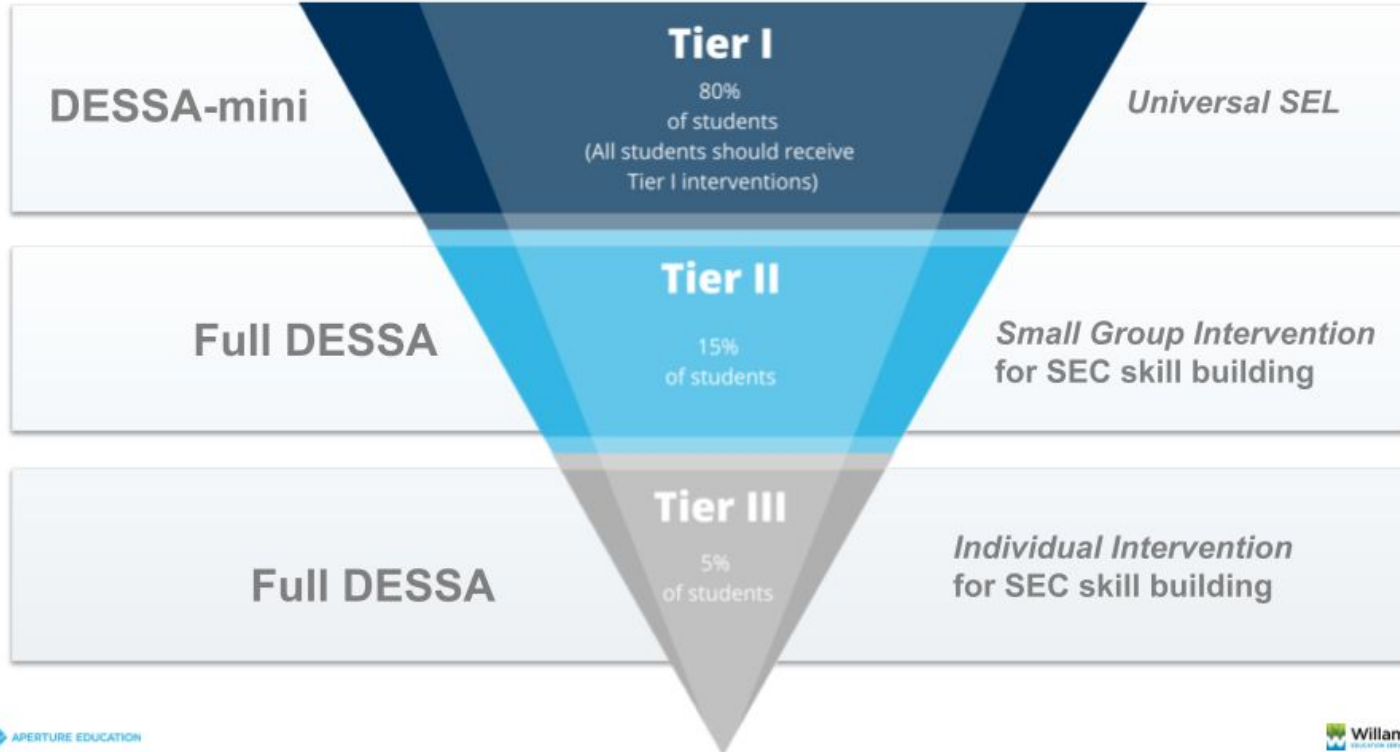 DESSA-mini
Tier I
80%
of students
(All students should receive
Tier I interventions)
Universal SEL
Full DESSA
Tier II
15%
of students
Small Group Intervention
for SEC skill building
Full DESSA
Tier III
5%
of students
Individual Intervention
for SEC skill building
APERTURE EDUCATION